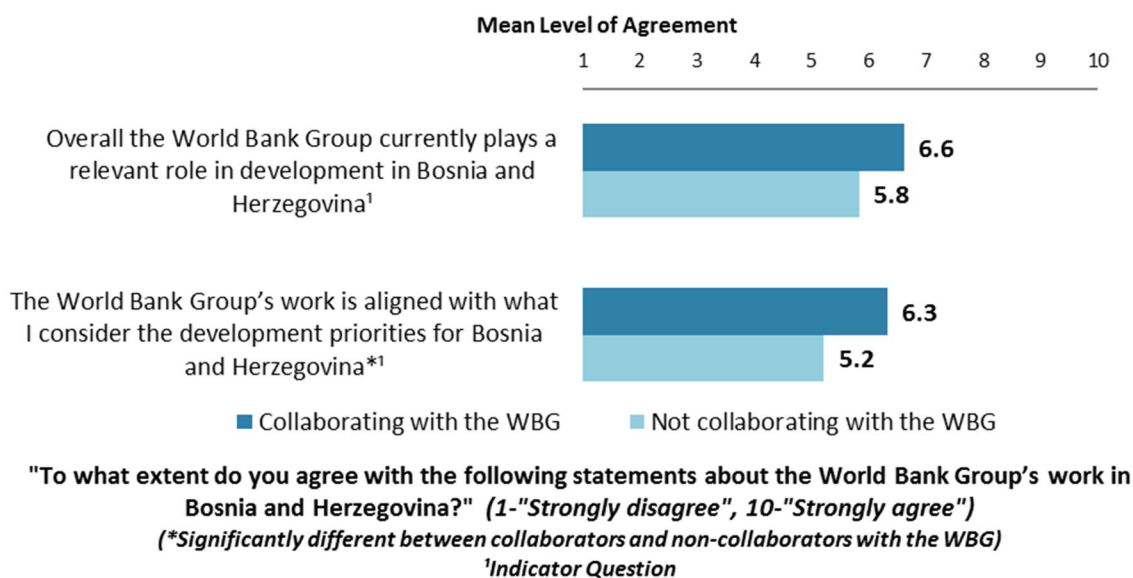 Mean Level of Agreement
1 2 3 4 5 6 7 8 9 10
Overall the World Bank Group currently plays a
relevant role in development in Bosnia and
Herzegovina¹
6.6
5.8
The World Bank Group’s work is aligned with what
I consider the development priorities for Bosnia
and Herzegovina*¹
6.3
5.2
Collaborating with the WBG Not collaborating with the WBG
"To what extent do you agree with the following statements about the World Bank Group’s work in
Bosnia and Herzegovina?" (1-"Strongly disagree", 10-"Strongly agree")
(*Significantly different between collaborators and non-collaborators with the WBG)
¹Indicator Question